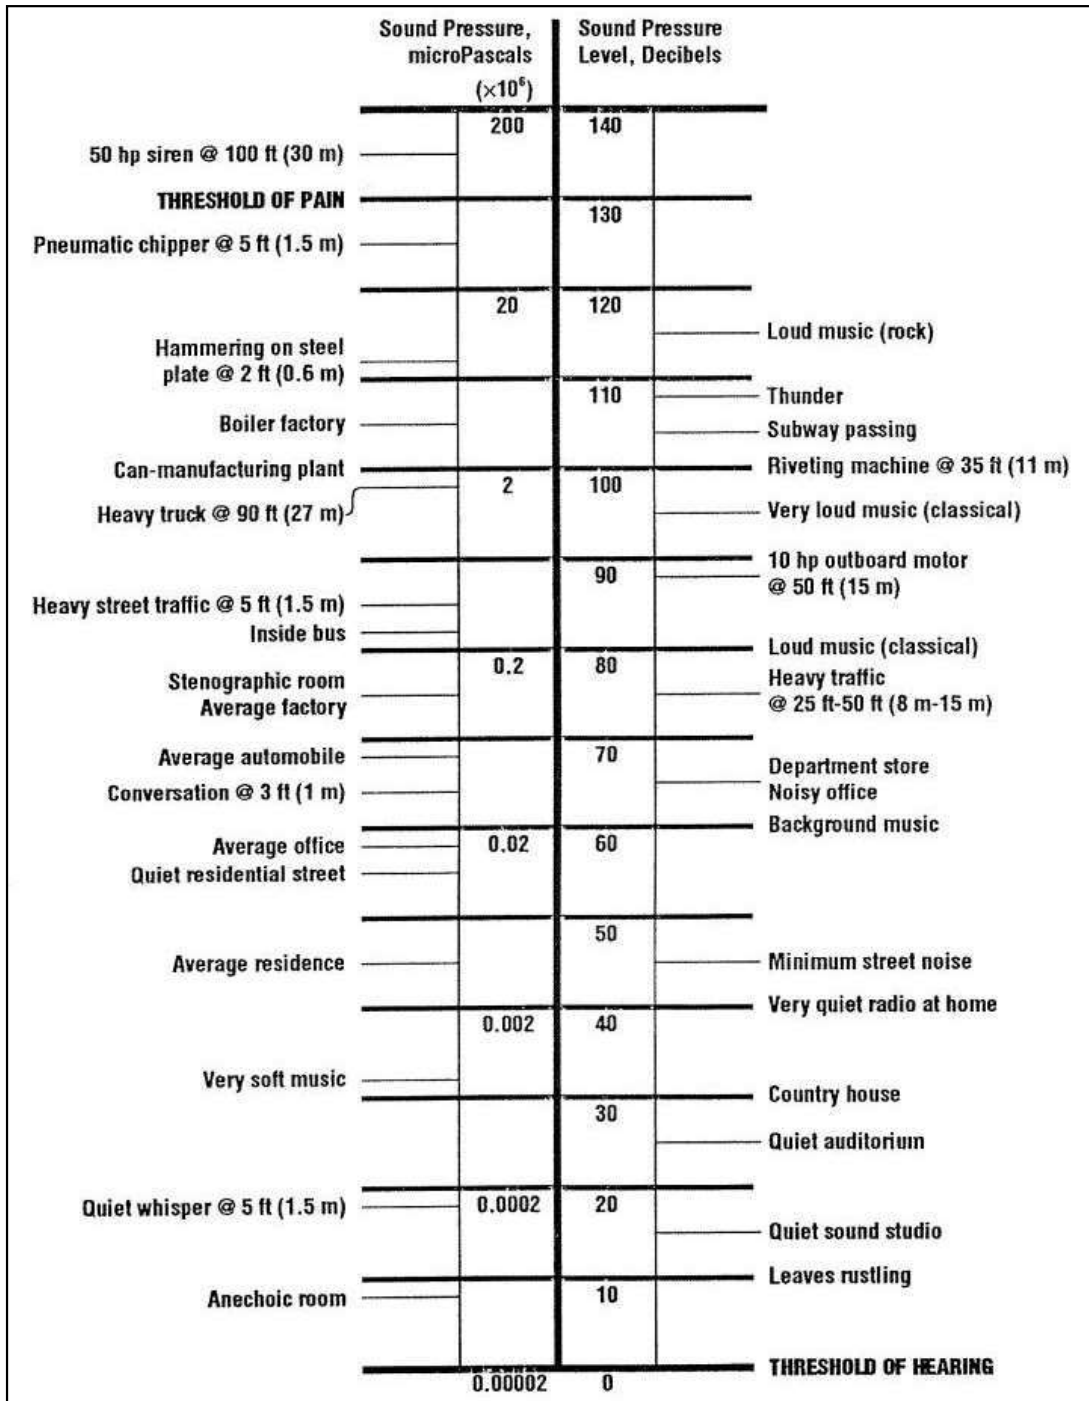 Sound Pressure,
microPascals
(×10⁶)
Sound Pressure
Level, Decibels
200
140
50 hp siren @ 100 ft (30 m)
THRESHOLD OF PAIN
130
Pneumatic chipper @ 5 ft (1.5 m)
20
120
Loud music (rock)
Hammering on steel
plate @ 2 ft (0.6 m)
110
Thunder
Boiler factory
Subway passing
Can-manufacturing plant
Riveting machine @ 35 ft (11 m)
2
100
Heavy truck @ 90 ft (27 m)
Very loud music (classical)
10 hp outboard motor
@ 50 ft (15 m)
90
Heavy street traffic @ 5 ft (1.5 m)
Inside bus
Loud music (classical)
0.2
80
Stenographic room
Average factory
Heavy traffic
@ 25 ft-50 ft (8 m-15 m)
70
Average automobile
Department store
Noisy office
Conversation @ 3 ft (1 m)
Background music
0.02
60
Average office
Quiet residential street
50
Average residence
Minimum street noise
Very quiet radio at home
0.002
40
Very soft music
Country house
30
Quiet auditorium
Quiet whisper @ 5 ft (1.5 m)
0.0002
20
Quiet sound studio
Leaves rustling
Anechoic room
10
THRESHOLD OF HEARING
0.00002
0